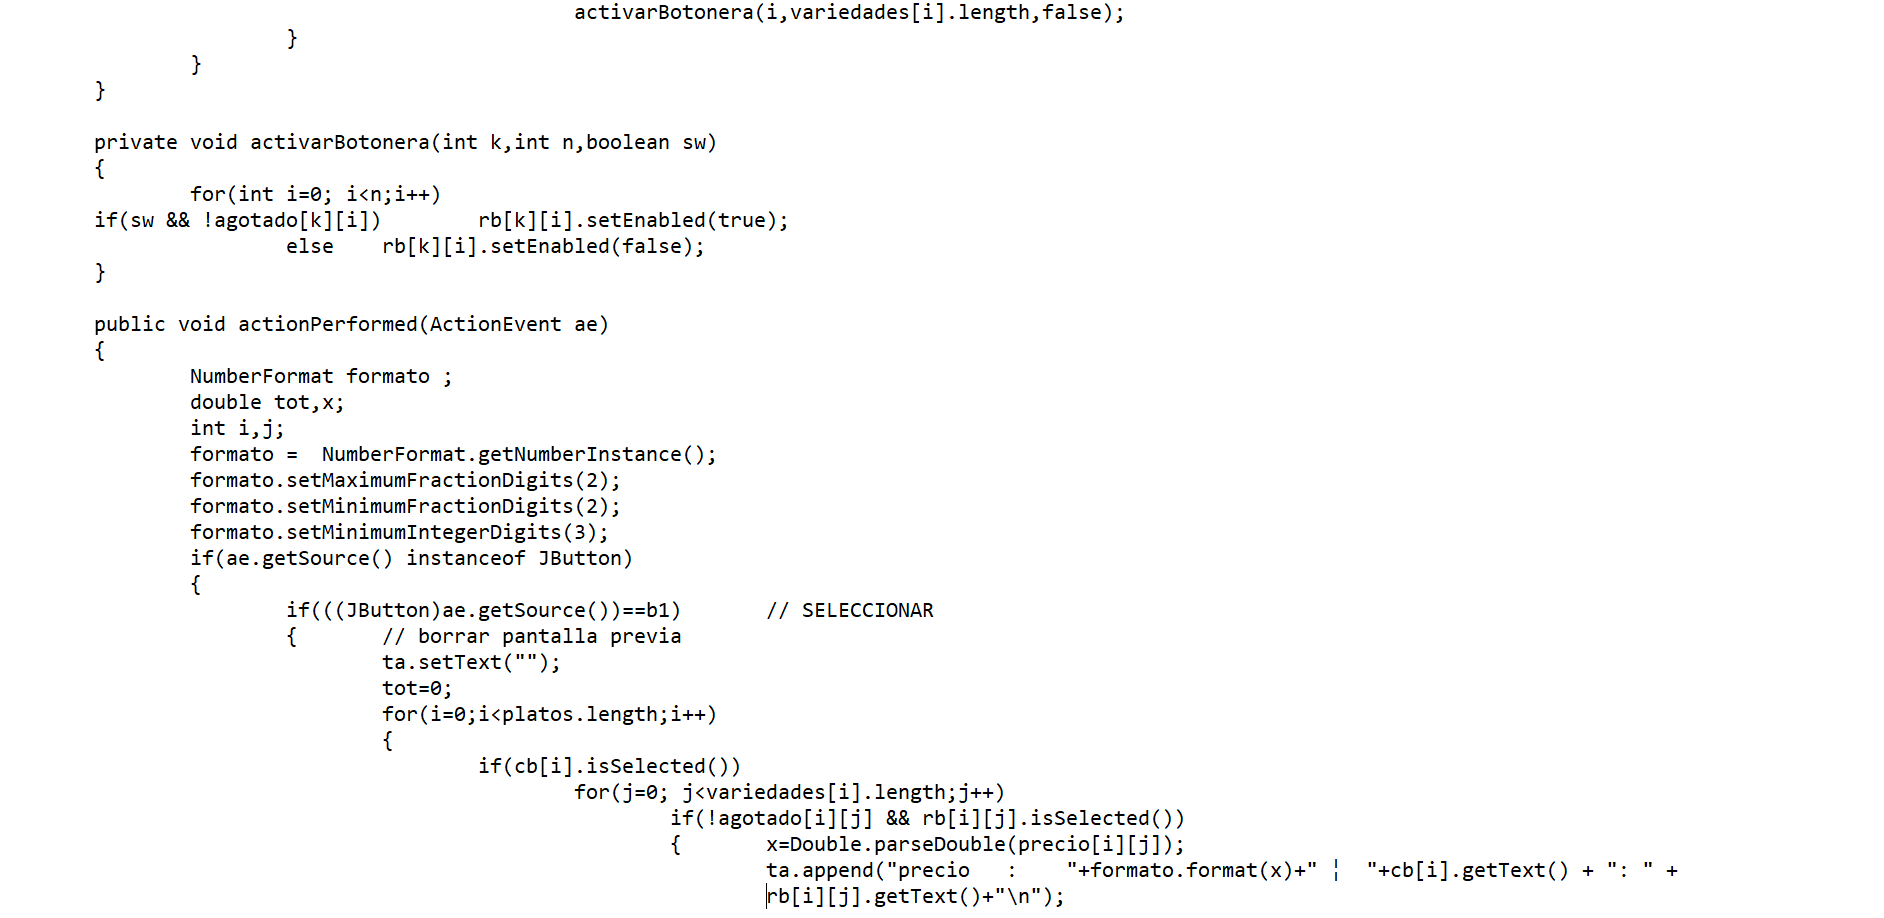 activarBotonera(i,variedades[i].length,false);
}
}
}
private void activarBotonera(int k,int n,boolean sw)
{
for(int i=0; i<n;i++)
if(sw && !agotado[k][i])        rb[k][i].setEnabled(true);
else    rb[k][i].setEnabled(false);
}
public void actionPerformed(ActionEvent ae)
{
NumberFormat formato ;
double tot,x;
int i,j;
formato =  NumberFormat.getNumberInstance();
formato.setMaximumFractionDigits(2);
formato.setMinimumFractionDigits(2);
formato.setMinimumIntegerDigits(3);
if(ae.getSource() instanceof JButton)
{
if(((JButton)ae.getSource())==b1)       // SELECCIONAR
{       // borrar pantalla previa
ta.setText("");
tot=0;
for(i=0;i<platos.length;i++)
{
if(cb[i].isSelected())
for(j=0; j<variedades[i].length;j++)
if(!agotado[i][j] && rb[i][j].isSelected())
{       x=Double.parseDouble(precio[i][j]);
ta.append("precio   :    "+formato.format(x)+" ¦  "+cb[i].getText() + ": " +
rb[i][j].getText()+"\n");